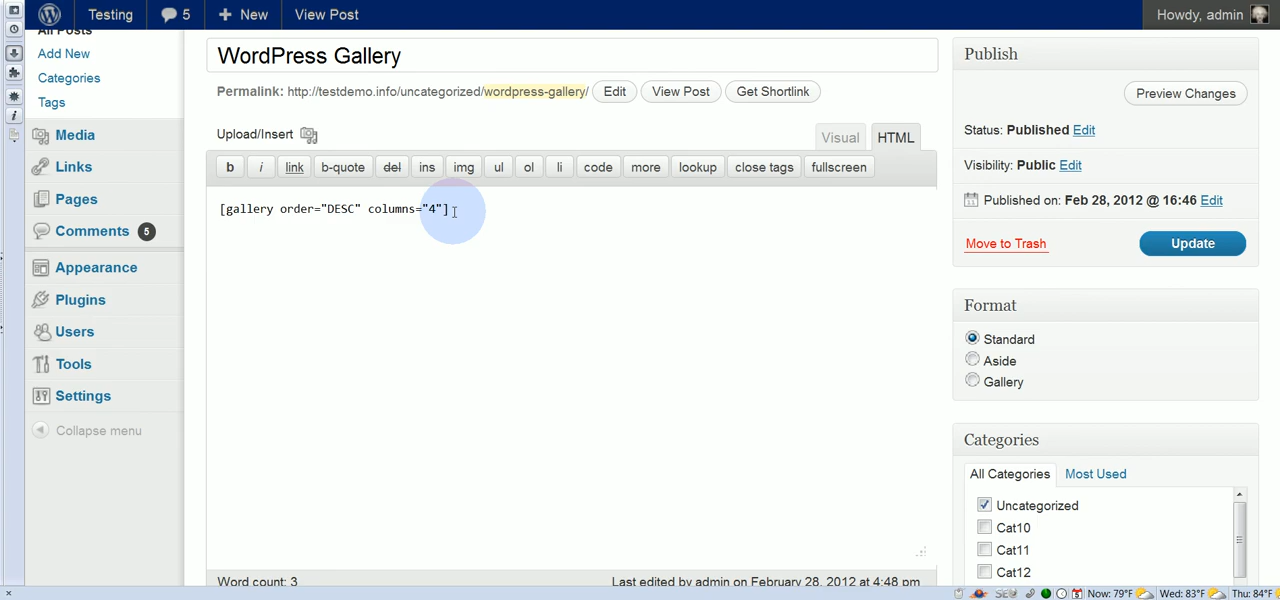 Testing 5 New View Post Howdy, admin
All Posts
Add New
Categories
Tags
Media
Links
Pages
Comments 5
Appearance
Plugins
Users
Tools
Settings
Collapse menu
WordPress Gallery
Permalink: http://testdemo.info/uncategorized/wordpress-gallery/ Edit View Post Get Shortlink
Upload/Insert Visual HTML
b i link b-quote del ins img ul ol li code more lookup close tags fullscreen
[gallery order="DESC" columns="4"]
Word count: 3 Last edited by admin on February 28, 2012 at 4:48 pm
Publish
Preview Changes
Status: Published Edit
Visibility: Public Edit
Published on: Feb 28, 2012 @ 16:46 Edit
Move to Trash Update
Format
Standard
Aside
Gallery
Categories
All Categories Most Used
Uncategorized
Cat10
Cat11
Cat12
Now: 79°F Wed: 83°F Thu: 84°F